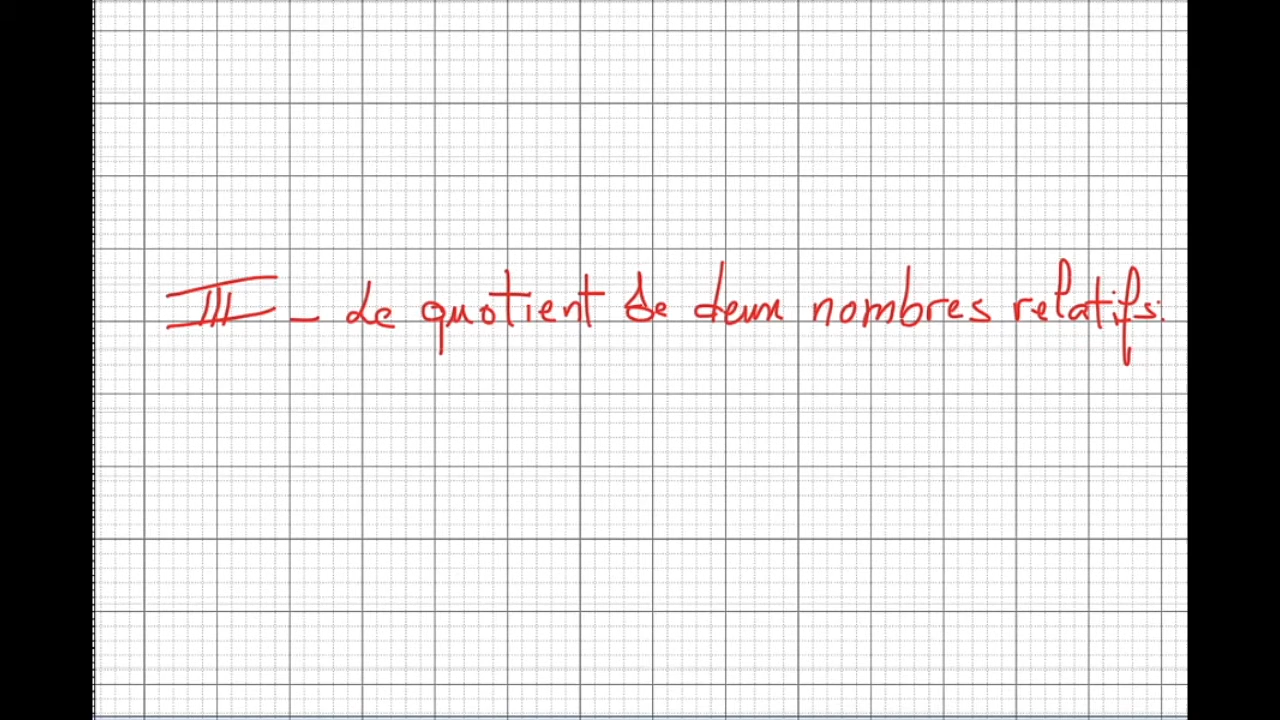 III - Le quotient de deux nombres relatifs: